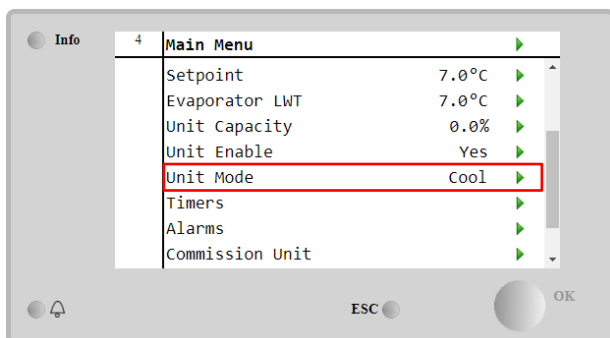 Info
4 Main Menu
Setpoint 7.0°C
Evaporator LWT 7.0°C
Unit Capacity 0.0%
Unit Enable Yes
Unit Mode Cool
Timers
Alarms
Commission Unit
ESC OK